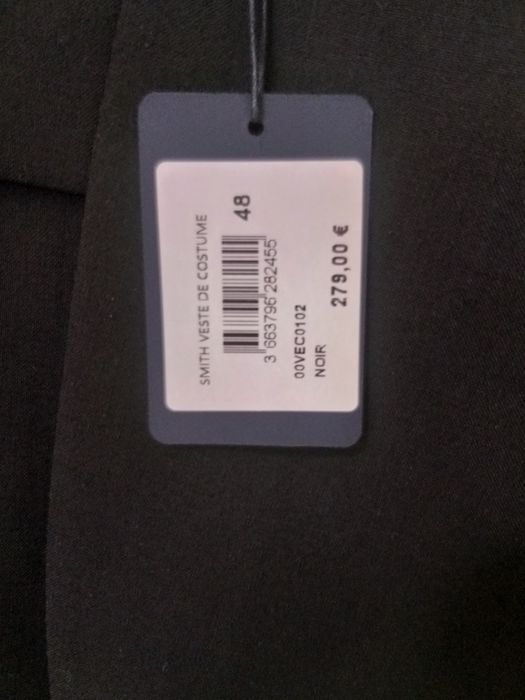 SMITH VESTE DE COSTUME
48
3 663796 282455
00VEC0102
NOIR
279,00 €